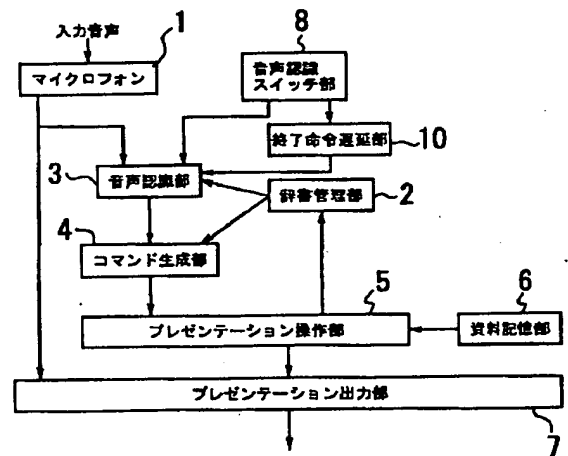 入力音声
1
マイクロフォン
8
音声認識
スイッチ部
終了命令遅延部
10
3
音声認識部
辞書管理部
2
4
コマンド生成部
5
6
プレゼンテーション操作部
資料記憶部
プレゼンテーション出力部
7